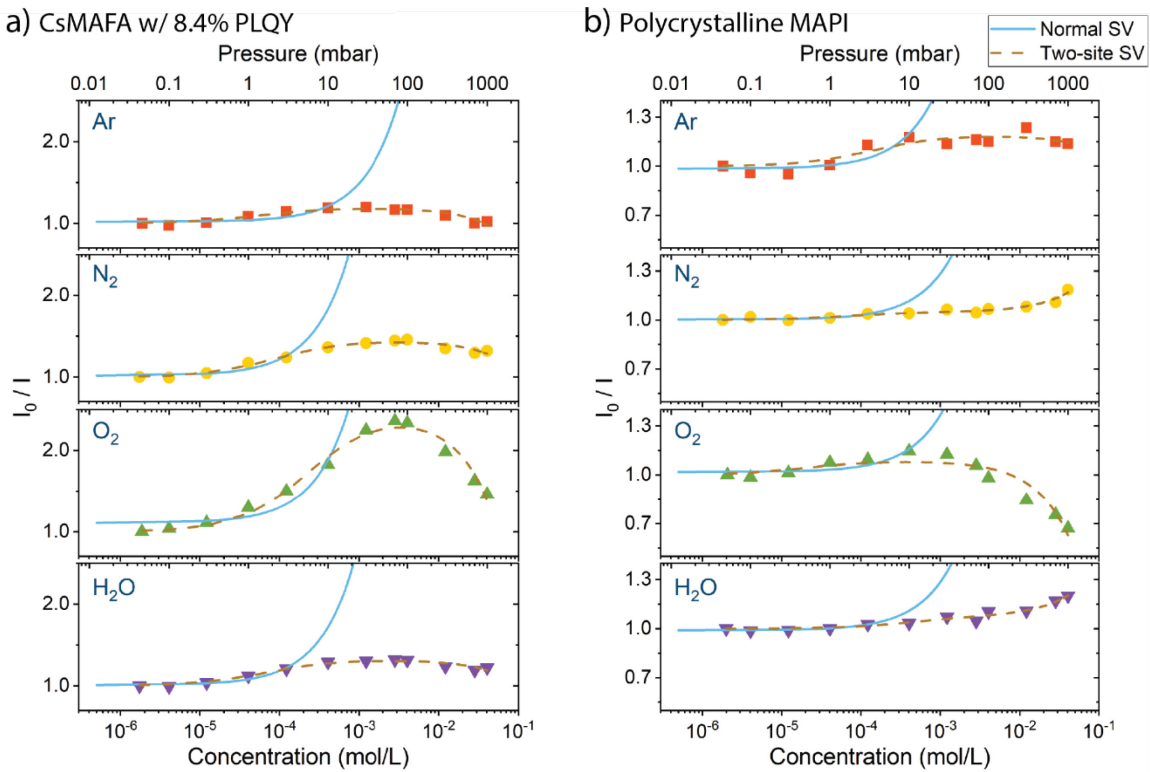 a) CsMAFA w/ 8.4% PLQY
Pressure (mbar)
0.01 0.1 1 10 100 1000
Ar
2.0
1.0
N2
2.0
1.0
O2
2.0
1.0
H2O
2.0
1.0
I0 / I
10-6 10-5 10-4 10-3 10-2 10-1
Concentration (mol/L)
b) Polycrystalline MAPI
Normal SV
Two-site SV
Pressure (mbar)
0.01 0.1 1 10 100 1000
Ar
1.3
1.0
0.7
N2
1.3
1.0
0.7
O2
1.3
1.0
0.7
H2O
1.3
1.0
0.7
I0 / I
10-6 10-5 10-4 10-3 10-2 10-1
Concentration (mol/L)